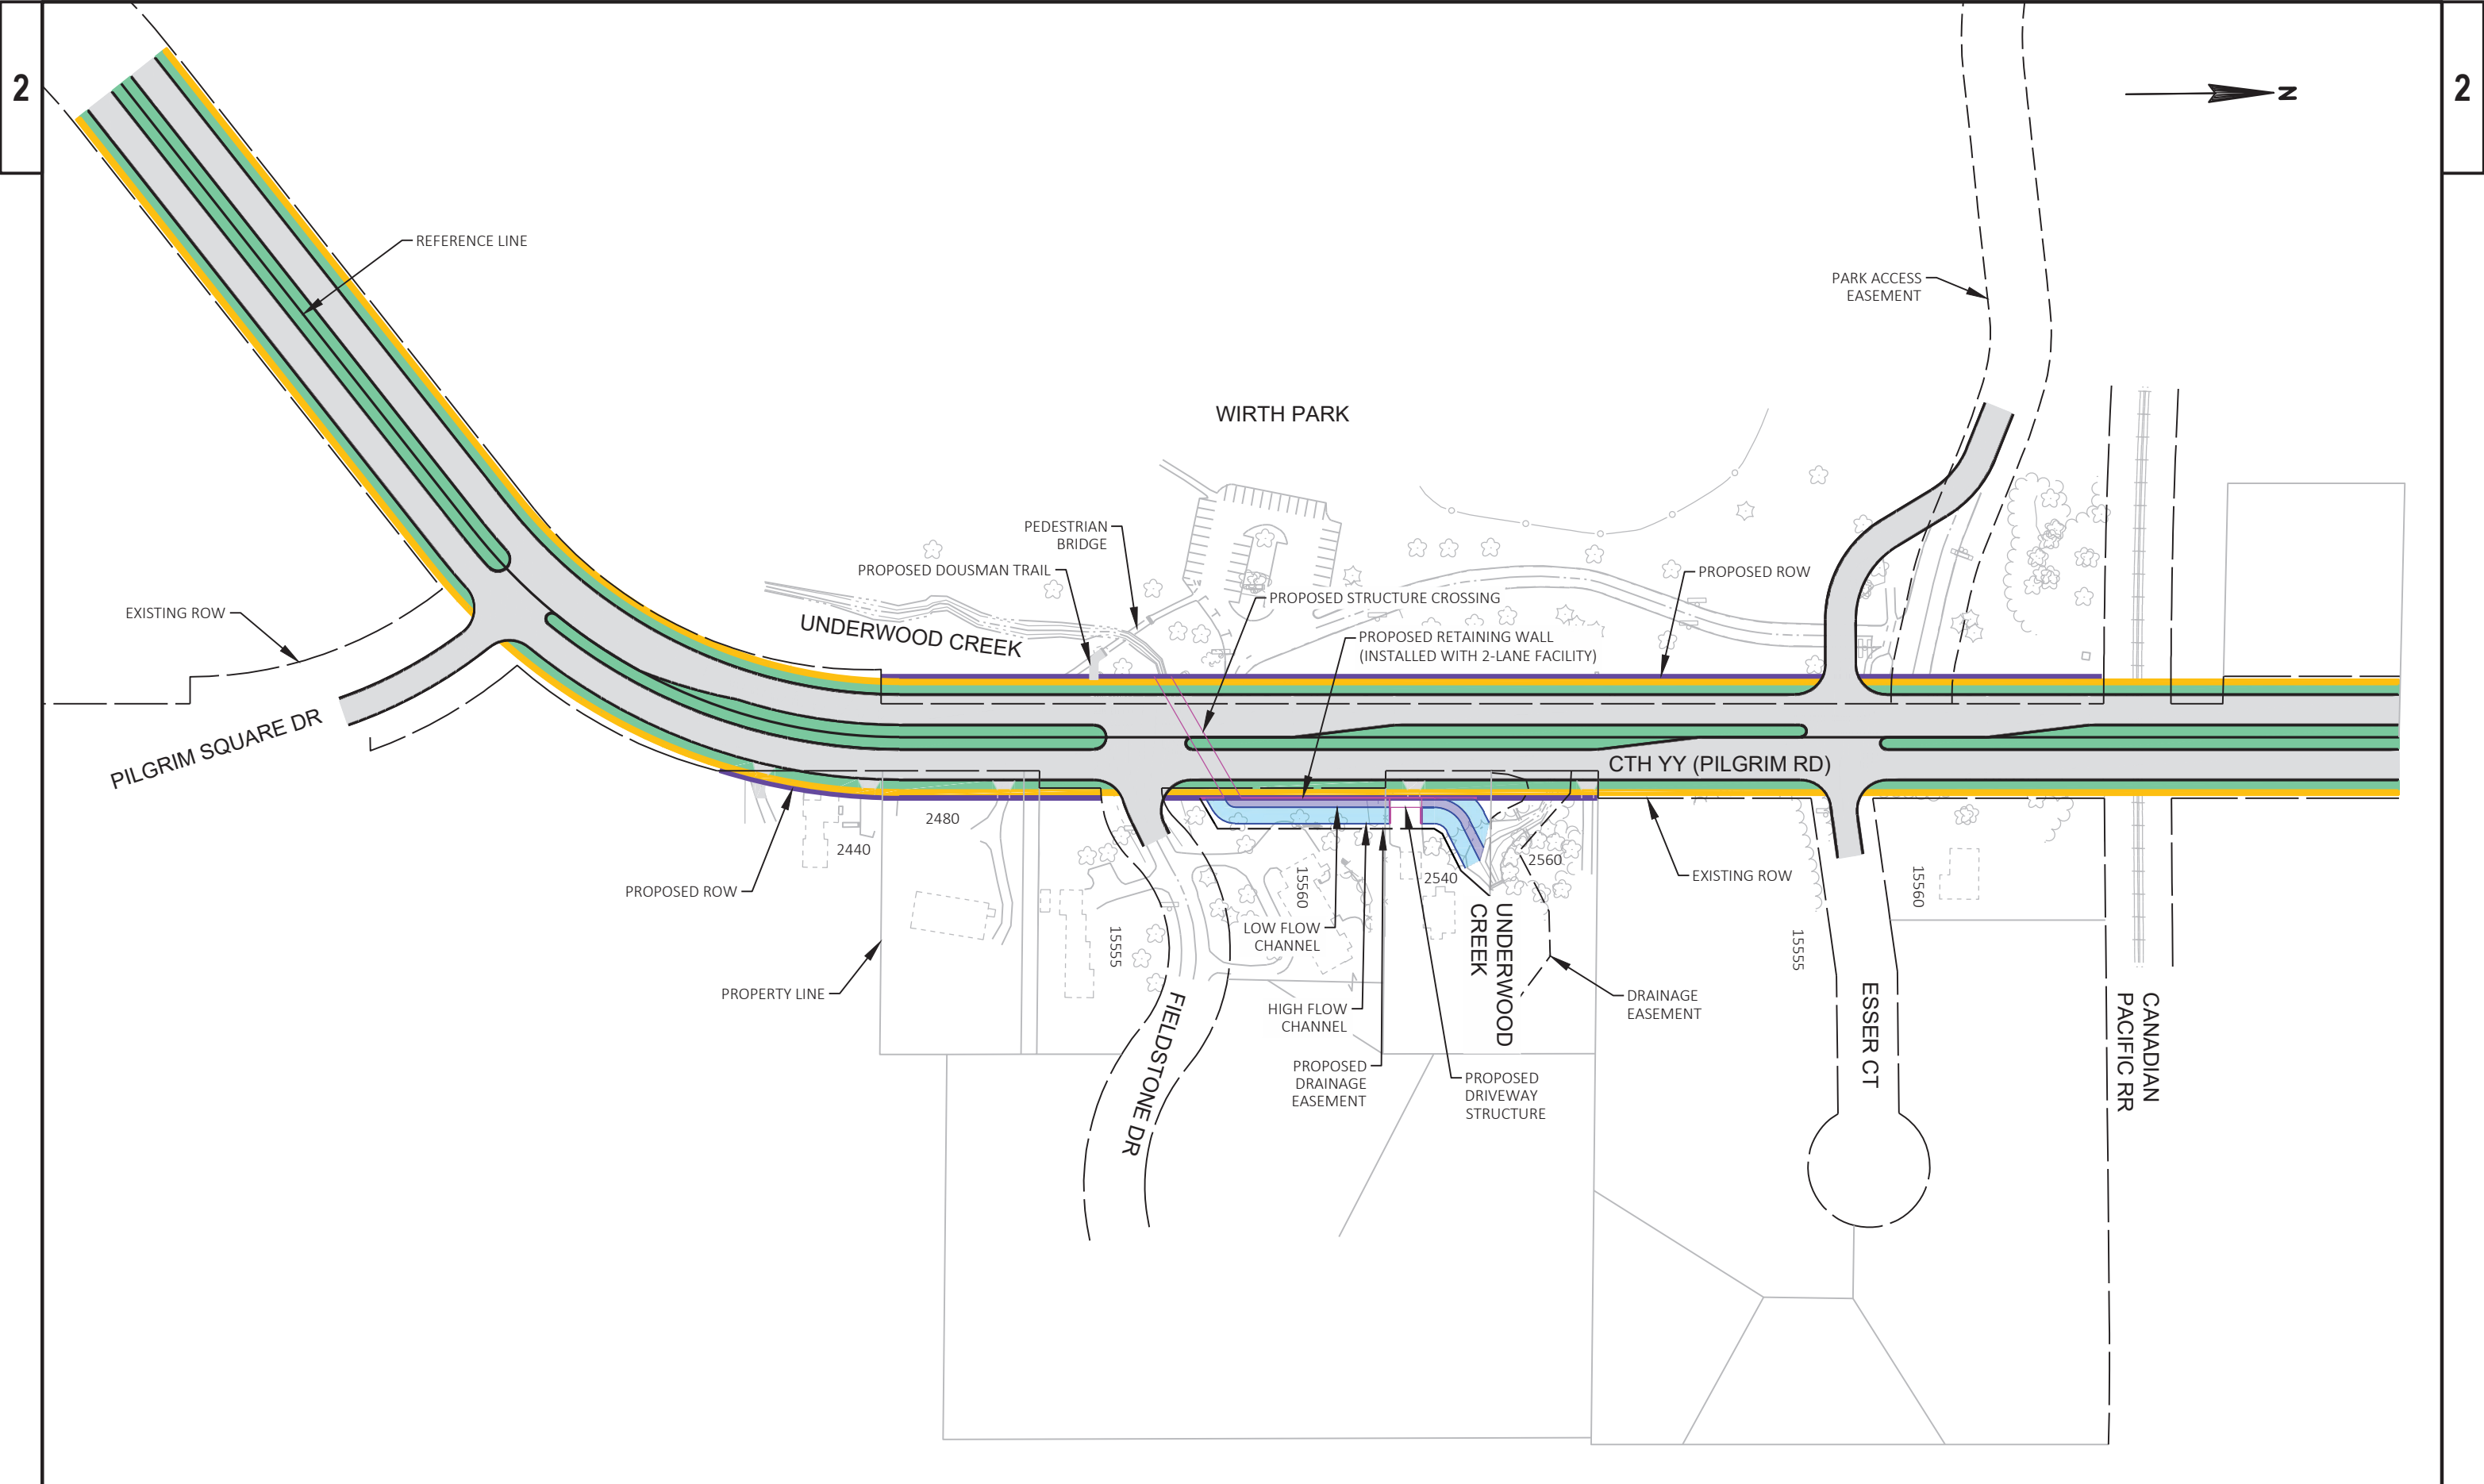 2
2
N
REFERENCE LINE
PARK ACCESS
EASEMENT
WIRTH PARK
PEDESTRIAN
BRIDGE
PROPOSED DOUSMAN TRAIL
PROPOSED ROW
PROPOSED STRUCTURE CROSSING
EXISTING ROW
UNDERWOOD CREEK
PROPOSED RETAINING WALL
(INSTALLED WITH 2-LANE FACILITY)
PILGRIM SQUARE DR
CTH YY (PILGRIM RD)
2480
2440
PROPOSED ROW
15560
2540
2560
EXISTING ROW
15560
LOW FLOW
CHANNEL
UNDERWOOD
CREEK
15555
15555
PROPERTY LINE
HIGH FLOW
CHANNEL
DRAINAGE
EASEMENT
FIELDSTONE DR
ESSER CT
CANADIAN
PACIFIC RR
PROPOSED
DRAINAGE
EASEMENT
PROPOSED
DRIVEWAY
STRUCTURE